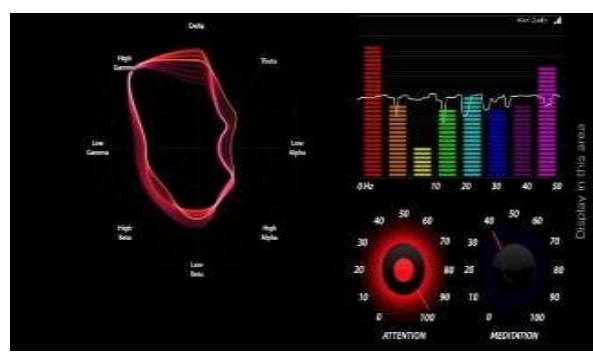 Delta
Theta
Low
Alpha
High
Alpha
Low
Beta
High
Beta
Low
Gamma
High
Gamma
0 Hz
10
20
30
40
50
Display in this area
0
10
20
30
40
50
60
70
80
90
100
ATTENTION
0
10
20
30
40
50
60
70
80
90
100
MEDITATION